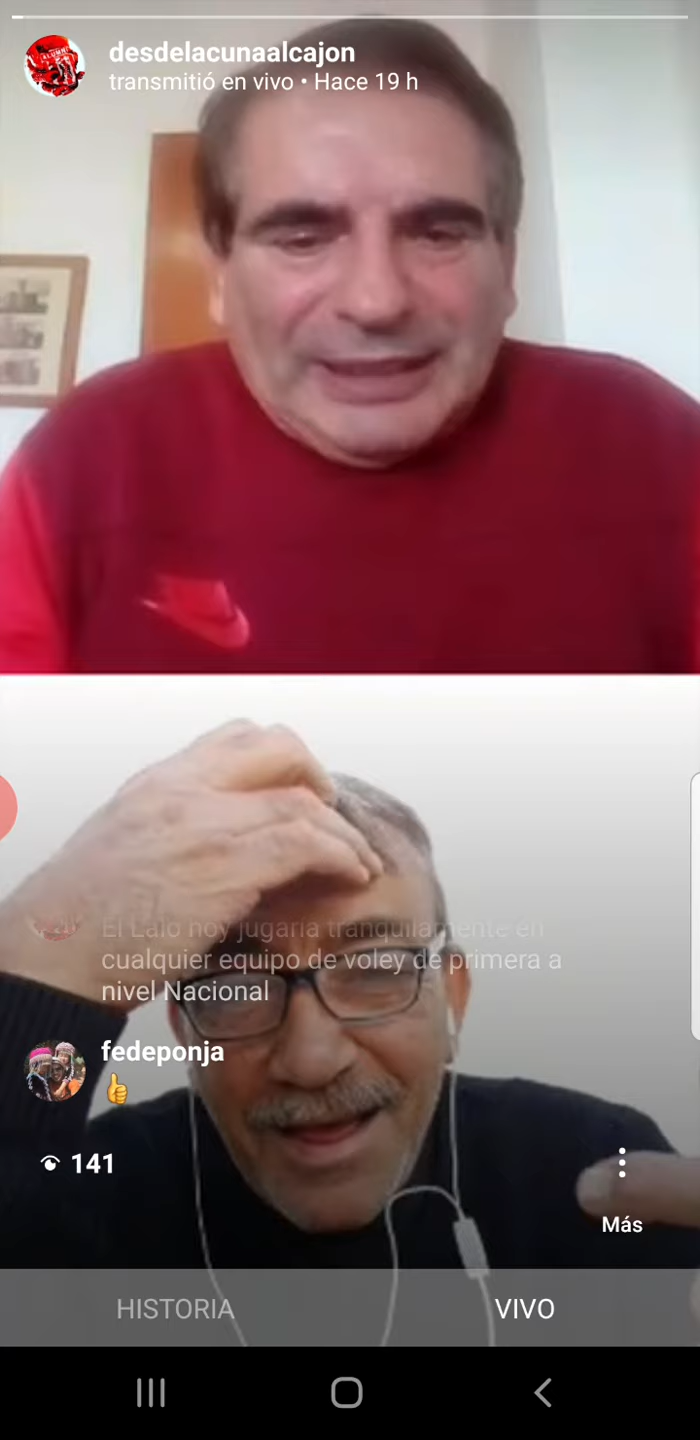 desdelacunaalcajon
transmitió en vivo • Hace 19 h
El Lalo hoy jugaría tranquilamente en
cualquier equipo de voley de primera a
nivel Nacional
fedeponja
👍
141
Más
HISTORIA
VIVO